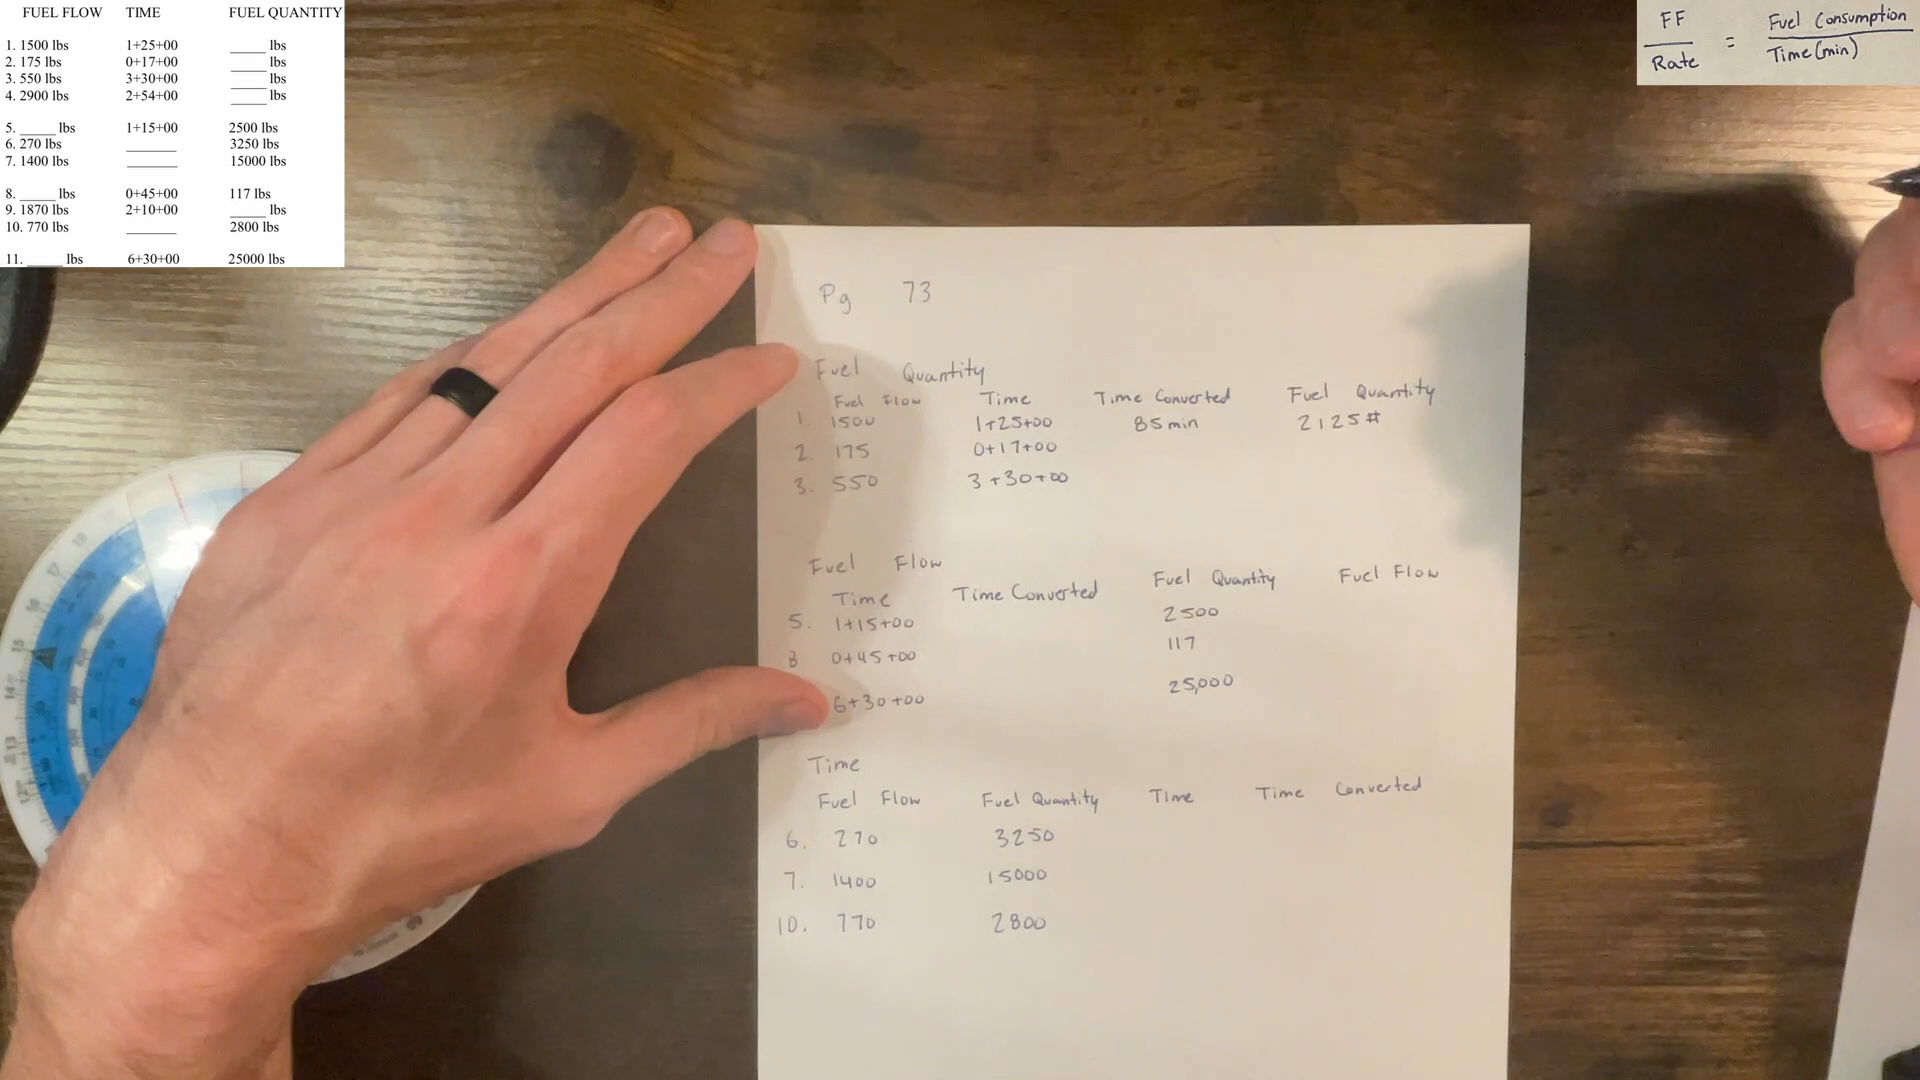 FUEL FLOW TIME FUEL QUANTITY
1. 1500 lbs 1+25+00 _____ lbs
2. 175 lbs 0+17+00 _____ lbs
3. 550 lbs 3+30+00 _____ lbs
4. 2900 lbs 2+54+00 _____ lbs
5. _____ lbs 1+15+00 2500 lbs
6. 270 lbs _______ 3250 lbs
7. 1400 lbs _______ 15000 lbs
8. _____ lbs 0+45+00 117 lbs
9. 1870 lbs 2+10+00 _____ lbs
10. 770 lbs _______ 2800 lbs
11. _____ lbs 6+30+00 25000 lbs
FF = Fuel Consumption
Rate Time (min)
Pg 73
Fuel Quantity
Fuel Flow Time Time Converted Fuel Quantity
1. 1500 1+25+00 85min 2125#
2. 175 0+17+00
3. 550 3+30+00
Fuel Flow
Time Time Converted Fuel Quantity Fuel Flow
5. 1+15+00 2500
8 0+45+00 117
6+30+00 25,000
Time
Fuel Flow Fuel Quantity Time Time Converted
6. 270 3250
7. 1400 15000
10. 770 2800